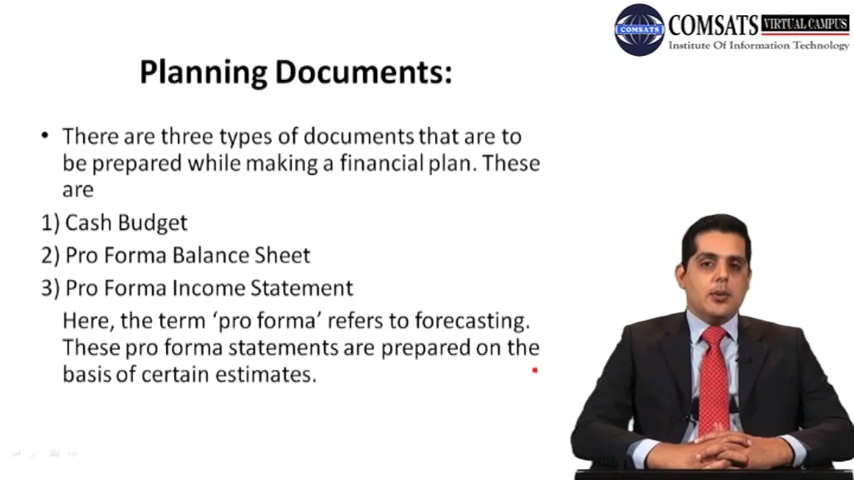 COMSATS
COMSATS VIRTUAL CAMPUS
Institute Of Information Technology
Planning Documents:
• There are three types of documents that are to
be prepared while making a financial plan. These
are
1) Cash Budget
2) Pro Forma Balance Sheet
3) Pro Forma Income Statement
Here, the term ‘pro forma’ refers to forecasting.
These pro forma statements are prepared on the
basis of certain estimates.